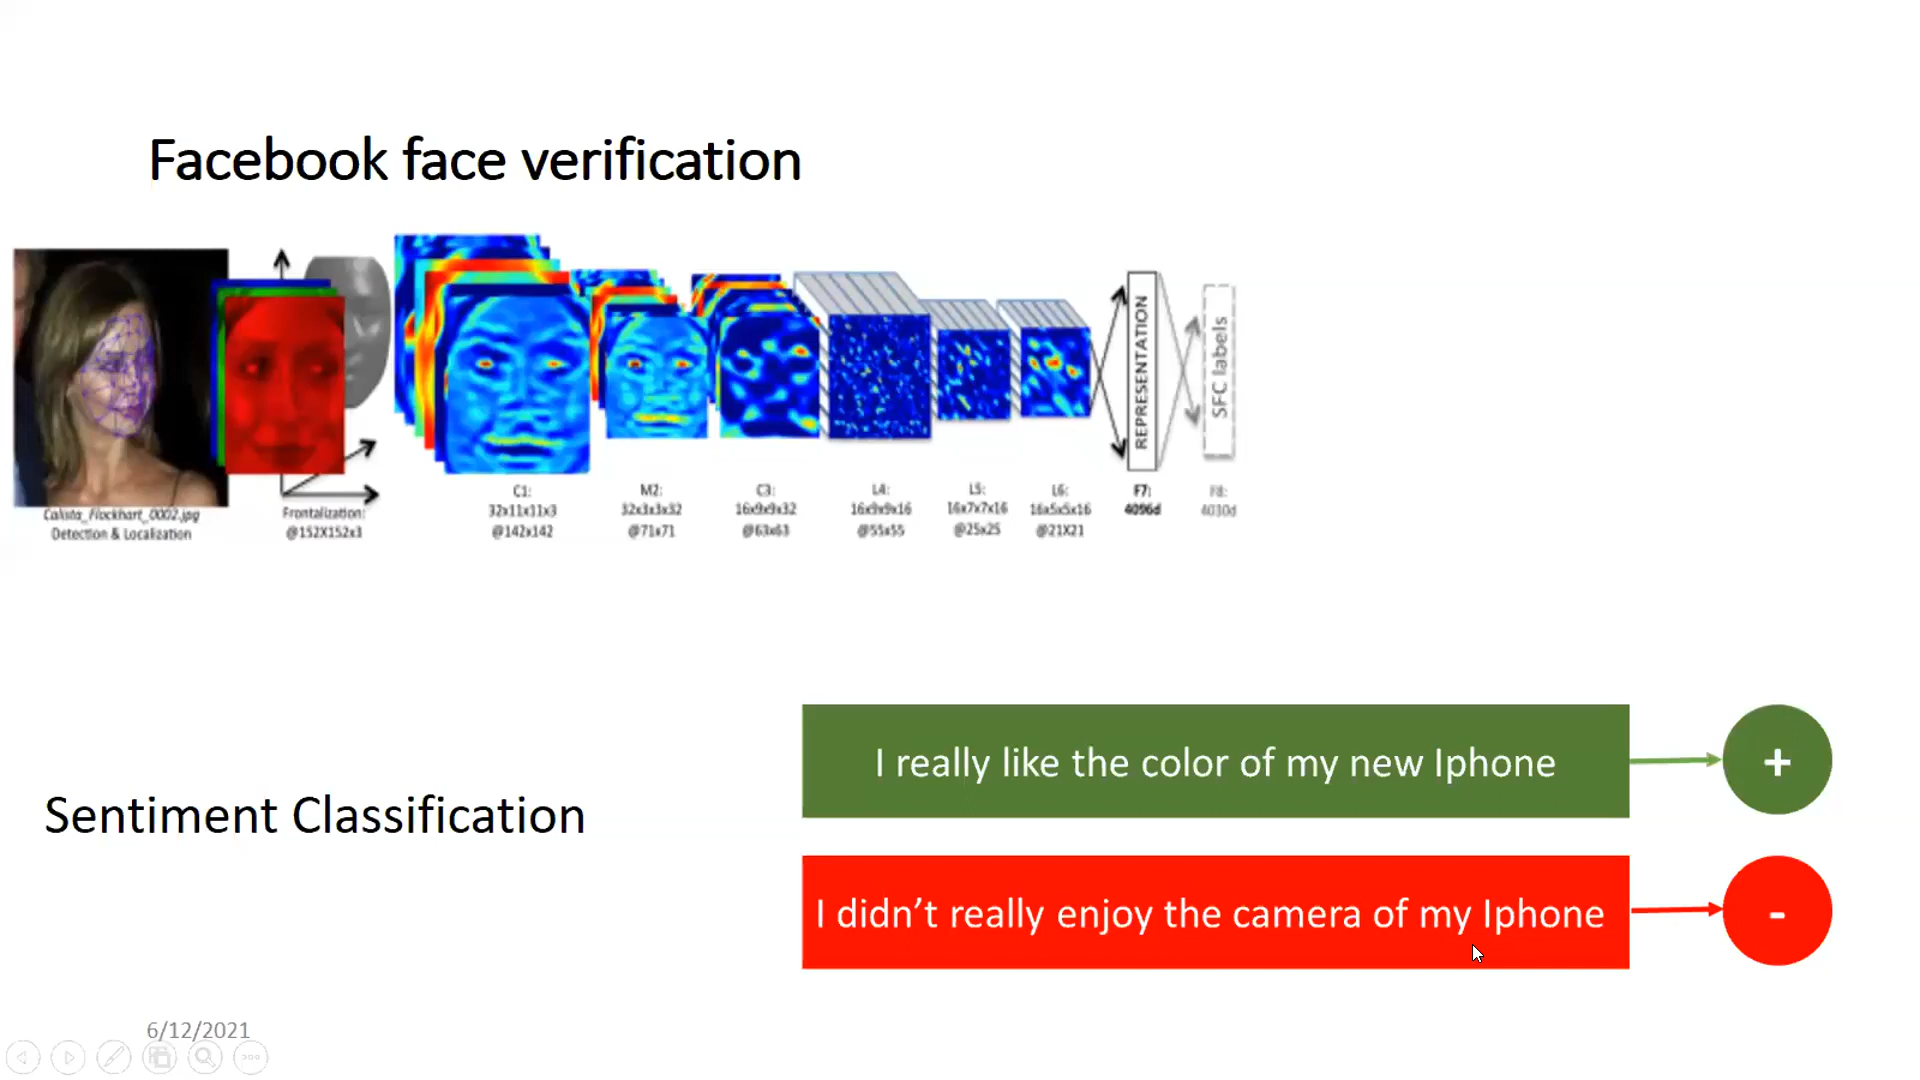 Facebook face verification
REPRESENTATION
SFC labels
Calista_Flockhart_0002.jpg
Detection & Localization
Frontalization:
@152X152x3
C1:
32x11x11x3
@142x142
M2:
32x3x3x32
@71x71
C3:
16x9x9x32
@63x63
L4:
16x9x9x16
@55x55
L5:
16x7x7x16
@25x25
L6:
16x5x5x16
@21X21
F7:
4096d
F8:
4030d
Sentiment Classification
I really like the color of my new Iphone
+
I didn’t really enjoy the camera of my Iphone
-
6/12/2021